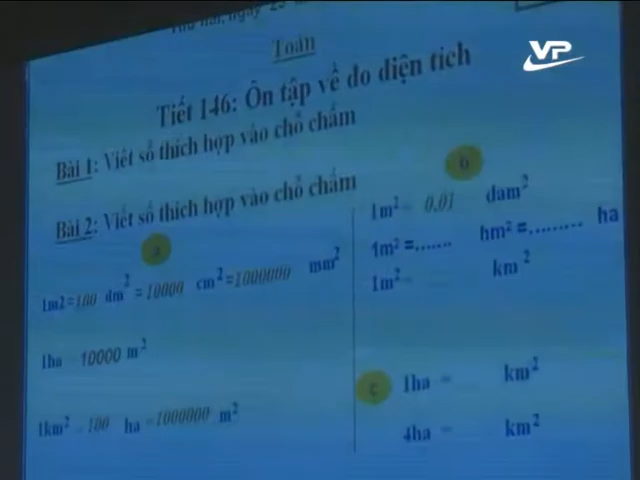 VP
Toán
Tiết 146: Ôn tập về đo diện tích
Bài 1: Viết số thích hợp vào chỗ chấm
Bài 2: Viết số thích hợp vào chỗ chấm
a
1m2=100 dm² = 10000 cm² =1000000 mm²
1ha = 10000 m²
1km² = 100 ha =1000000 m²
b
1m² = 0,01 dam²
1m² =....... hm² =......... ha
1m² = km²
c
1ha = km²
4ha = km²